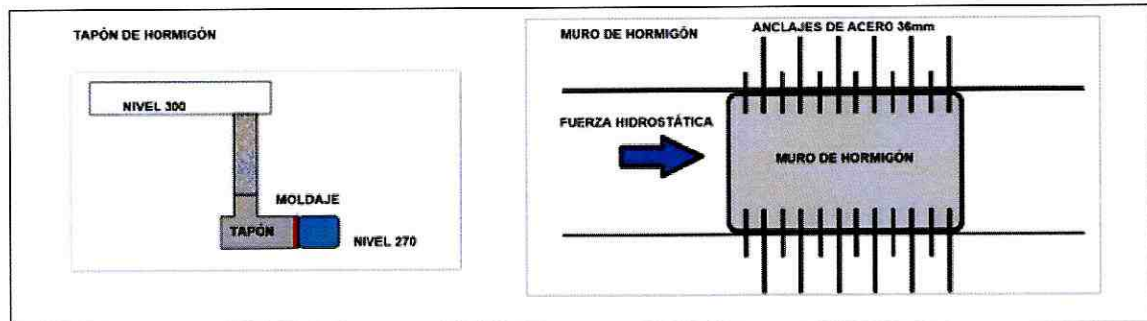 TAPÓN DE HORMIGÓN
NIVEL 300
MOLDAJE
TAPÓN
NIVEL 270
MURO DE HORMIGÓN
ANCLAJES DE ACERO 36mm
FUERZA HIDROSTÁTICA
MURO DE HORMIGÓN